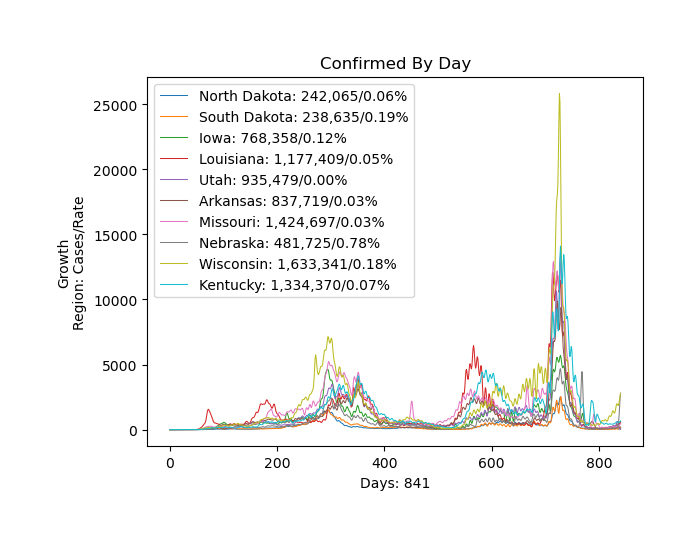 Confirmed By Day
25000
20000
15000
10000
5000
0
Growth
Region: Cases/Rate
North Dakota: 242,065/0.06%
South Dakota: 238,635/0.19%
Iowa: 768,358/0.12%
Louisiana: 1,177,409/0.05%
Utah: 935,479/0.00%
Arkansas: 837,719/0.03%
Missouri: 1,424,697/0.03%
Nebraska: 481,725/0.78%
Wisconsin: 1,633,341/0.18%
Kentucky: 1,334,370/0.07%
0 200 400 600 800
Days: 841